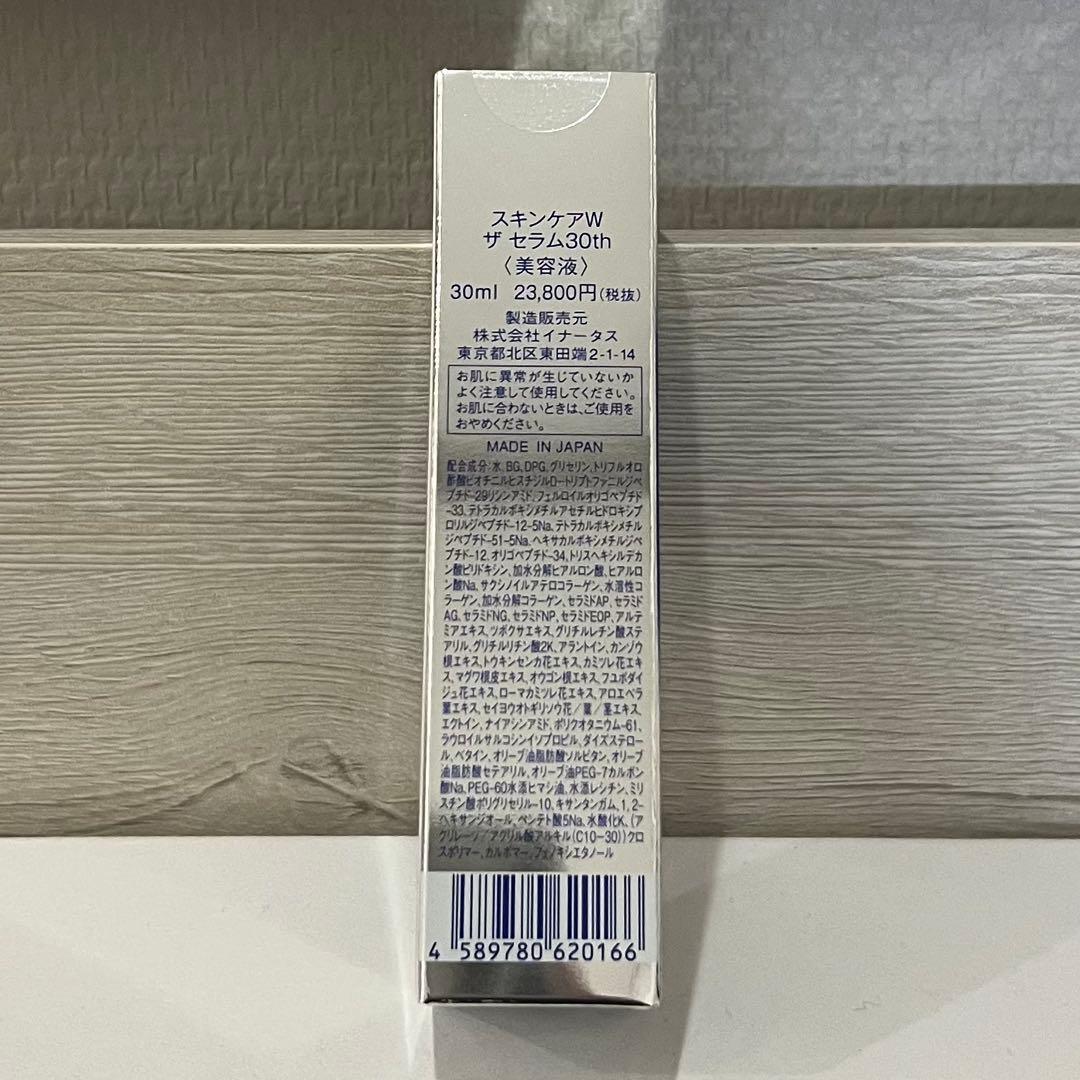 スキンケアW
ザ セラム30th
〈美容液〉
30ml 23,800円(税抜)
製造販売元
株式会社イナータス
東京都北区東田端2-1-14
お肌に異常が生じていないか
よく注意して使用してください。
お肌に合わないときは、ご使用を
おやめください。
MADE IN JAPAN
配合成分:水、BG、DPG、グリセリン、トリフルオロ
酢酸ビオチニルヒスチジルロートリプトファニルジペ
プチド-29リシンアミド、フェルロイルオリゴペプチド
-33、テトラカルボキシメチルアセチルヒドロキシプ
ロリルジペプチド-12-5Na、テトラカルボキシメチル
ジペプチド-51-5Na、ヘキサカルボキシメチルジペ
プチド-12、オリゴペプチド-34、トリスヘキシルデカ
ン酸ピリドキシン、加水分解ヒアルロン酸、ヒアルロ
ン酸Na、サクシノイルアテロコラーゲン、水溶性コ
ラーゲン、加水分解コラーゲン、セラミドAP、セラミド
AG、セラミドNG、セラミドNP、セラミドEOP、アルテ
ミアエキス、ツボクサエキス、グリチルレチン酸ステ
アリル、グリチルリチン酸2K、アラントイン、カンゾウ
根エキス、トウキンセンカ花エキス、カミツレ花エキ
ス、マグワ根皮エキス、オウゴン根エキス、フユボダイ
ジュ花エキス、ローマカミツレ花エキス、アロエベラ
葉エキス、セイヨウオトギリソウ花/葉/茎エキス、
エクトイン、ナイアシンアミド、ポリクオタニウム-61、
ラウロイルサルコシンイソプロピル、ダイズステロー
ル、ベタイン、オリーブ油脂肪酸ソルビタン、オリーブ
油脂肪酸セテアリル、オリーブ油PEG-7カルボン
酸Na、PEG-60水添ヒマシ油、水添レシチン、ミリ
スチン酸ポリグリセリル-10、キサンタンガム、1,2-
ヘキサンジオール、ペンテト酸5Na、水酸化K、(ア
クリレーツ/アクリル酸アルキル(C10-30))クロ
スポリマー、カルボマー、フェノキシエタノール
4 589780 620166